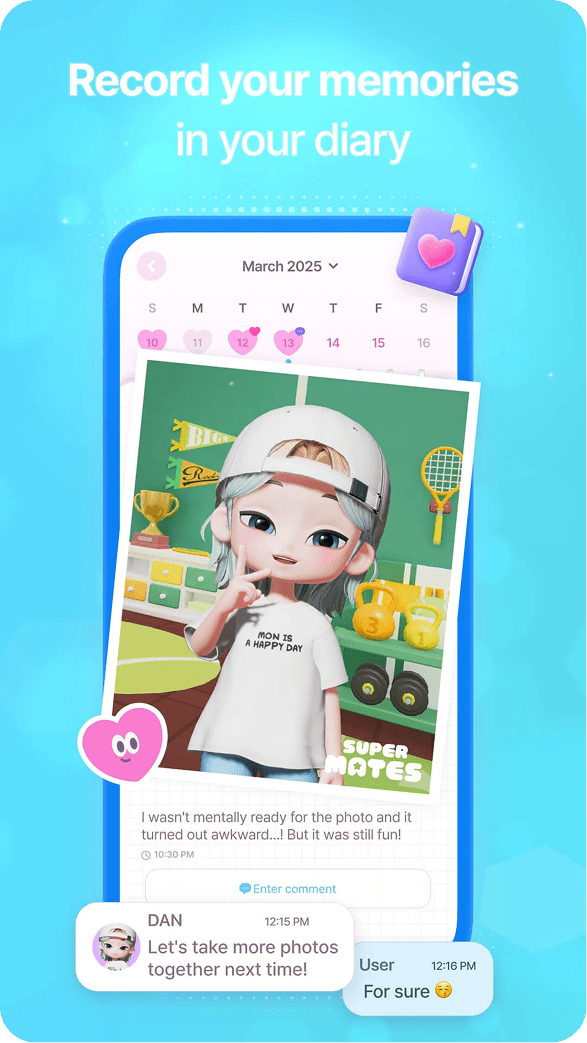 Record your memories
in your diary
March 2025
S M T W T F S
10 11 12 13 14 15 16
BIG
MON IS
A HAPPY DAY
3
1
SUPER
MATES
I wasn't mentally ready for the photo and it
turned out awkward...! But it was still fun!
10:30 PM
Enter comment
DAN 12:15 PM
Let's take more photos
together next time!
User 12:16 PM
For sure 😚